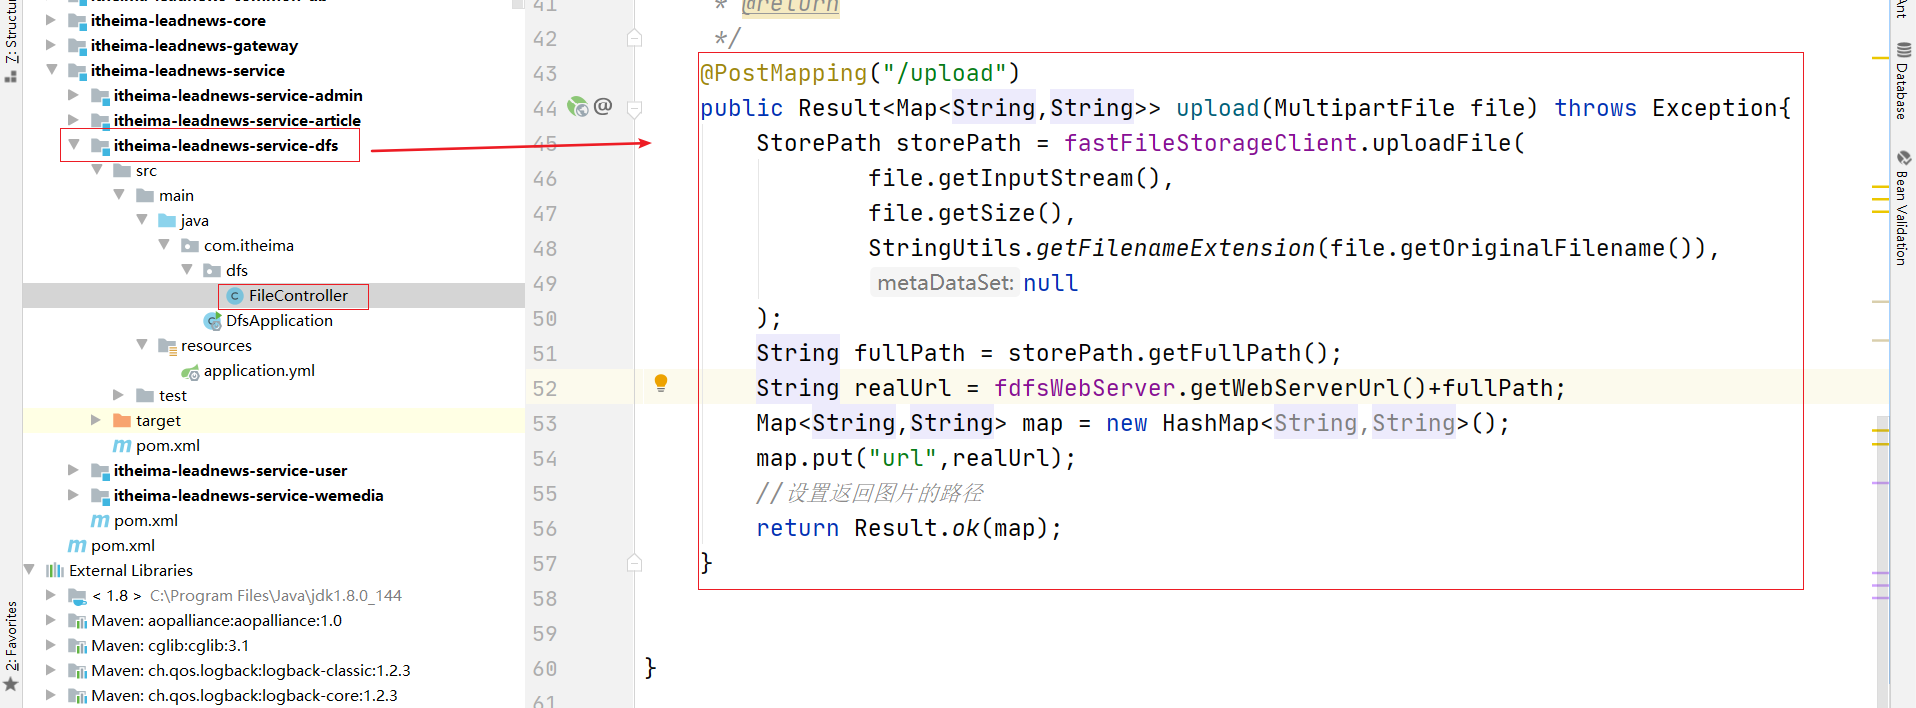 7: Structure
itheima-leadnews-core
itheima-leadnews-gateway
itheima-leadnews-service
itheima-leadnews-service-admin
itheima-leadnews-service-article
itheima-leadnews-service-dfs
src
main
java
com.itheima
dfs
FileController
DfsApplication
resources
application.yml
test
target
pom.xml
itheima-leadnews-service-user
itheima-leadnews-service-wemedia
pom.xml
pom.xml
External Libraries
< 1.8 > C:\Program Files\Java\jdk1.8.0_144
Maven: aopalliance:aopalliance:1.0
Maven: cglib:cglib:3.1
Maven: ch.qos.logback:logback-classic:1.2.3
Maven: ch.qos.logback:logback-core:1.2.3
2: Favorites
41 * @return
42 */
43 @PostMapping("/upload")
44 @ public Result<Map<String,String>> upload(MultipartFile file) throws Exception{
45 StorePath storePath = fastFileStorageClient.uploadFile(
46 file.getInputStream(),
47 file.getSize(),
48 StringUtils.getFilenameExtension(file.getOriginalFilename()),
49 metaDataSet: null
50 );
51 String fullPath = storePath.getFullPath();
52 String realUrl = fdfsWebServer.getWebServerUrl()+fullPath;
53 Map<String,String> map = new HashMap<String,String>();
54 map.put("url",realUrl);
55 //设置返回图片的路径
56 return Result.ok(map);
57 }
58
59
60 }
61
Ant
Database
Bean Validation